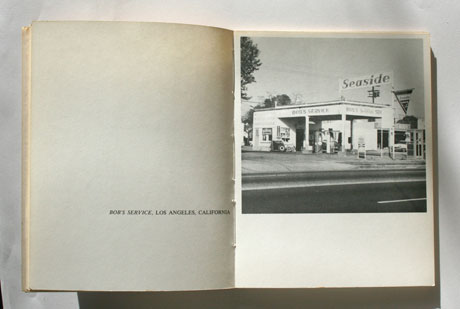 BOB'S SERVICE, LOS ANGELES, CALIFORNIA
Seaside
BOB'S SERVICE